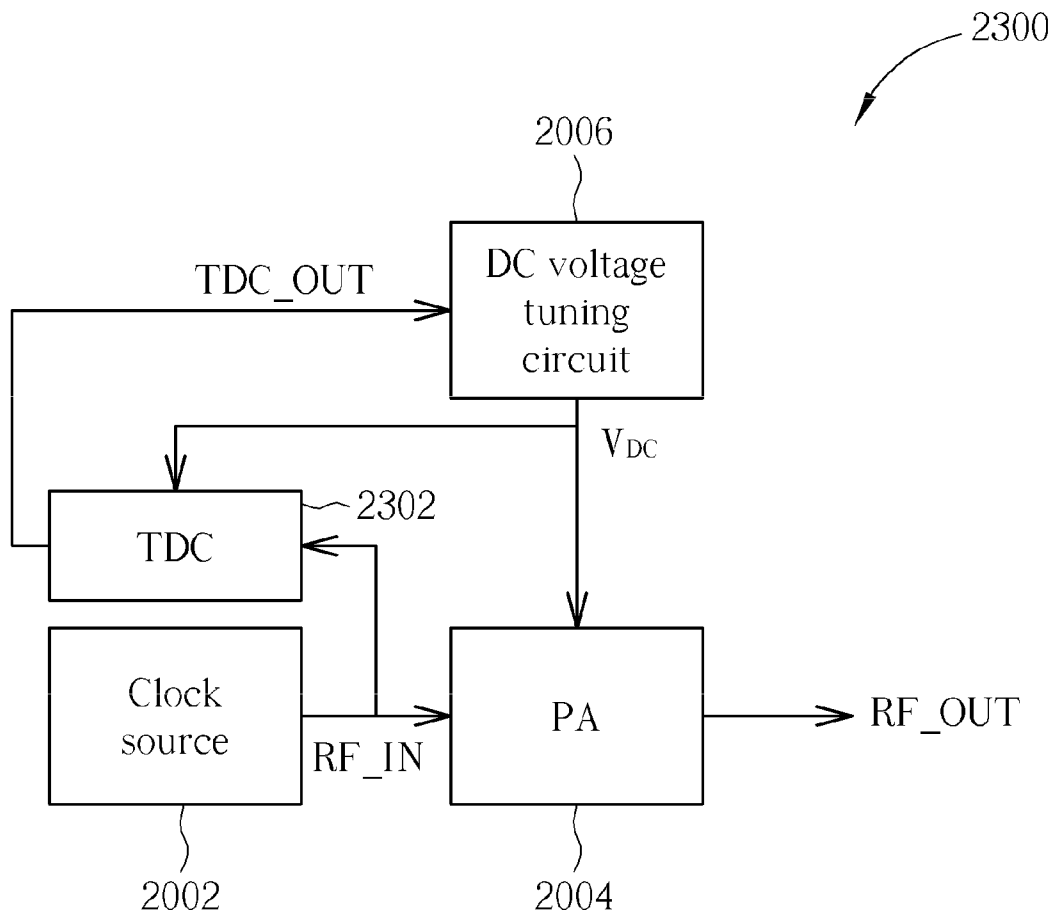 2300
2006
DC voltage
tuning
circuit
TDC_OUT
VDC
2302
TDC
Clock
source
RF_IN
PA
RF_OUT
2002
2004